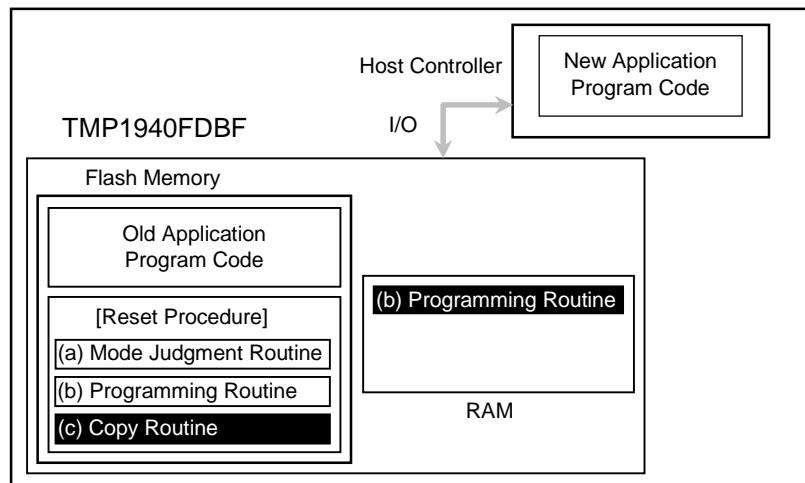 Host Controller
New Application
Program Code
I/O
TMP1940FDBF
Flash Memory
Old Application
Program Code
[Reset Procedure]
(a) Mode Judgment Routine
(b) Programming Routine
(c) Copy Routine
(b) Programming Routine
RAM